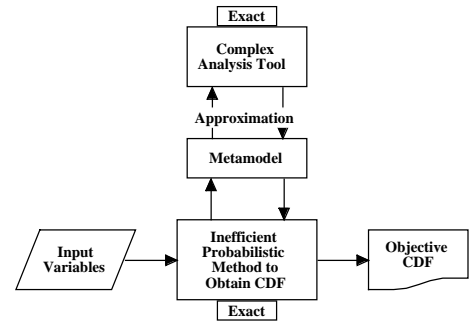 Exact
Complex
Analysis Tool
Approximation
Metamodel
Input
Variables
Inefficient
Probabilistic
Method to
Obtain CDF
Objective
CDF
Exact